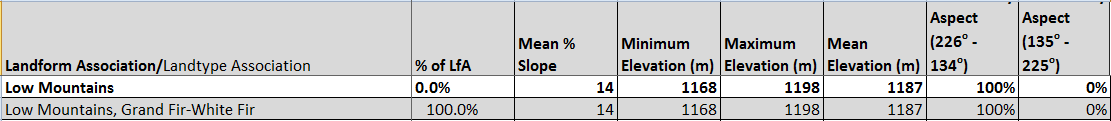 Aspect Aspect
(226° - (135° -
Mean % Minimum Maximum Mean
Landform Association/Landtype Association % of LfA Slope Elevation (m) Elevation (m) Elevation (m) 134°) 225°)
Low Mountains 0.0% 14 1168 1198 1187 100% 0%
Low Mountains, Grand Fir-White Fir 100.0% 14 1168 1198 1187 100% 0%